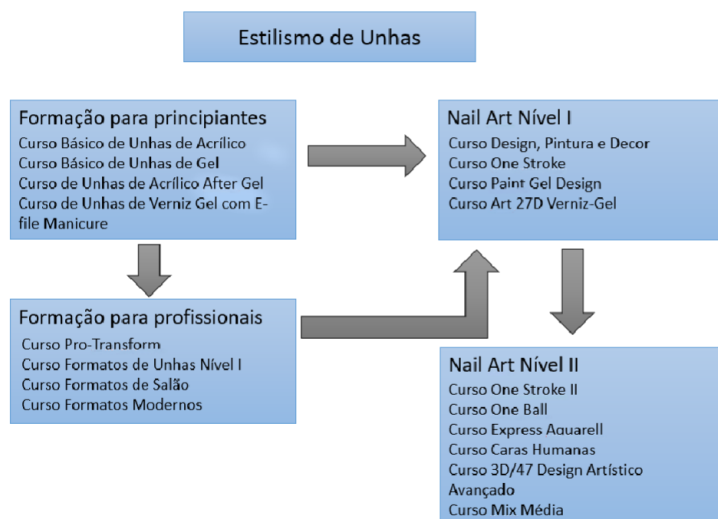 Estilismo de Unhas
Formação para principiantes
Curso Básico de Unhas de Acrílico
Curso Básico de Unhas de Gel
Curso de Unhas de Acrílico After Gel
Curso de Unhas de Verniz Gel com E-
file Manicure
Nail Art Nível I
Curso Design, Pintura e Decor
Curso One Stroke
Curso Paint Gel Design
Curso Art 27D Verniz-Gel
Formação para profissionais
Curso Pro-Transform
Curso Formatos de Unhas Nível I
Curso Formatos de Salão
Curso Formatos Modernos
Nail Art Nível II
Curso One Stroke II
Curso One Ball
Curso Express Aquarell
Curso Caras Humanas
Curso 3D/47 Design Artístico
Avançado
Curso Mix Média